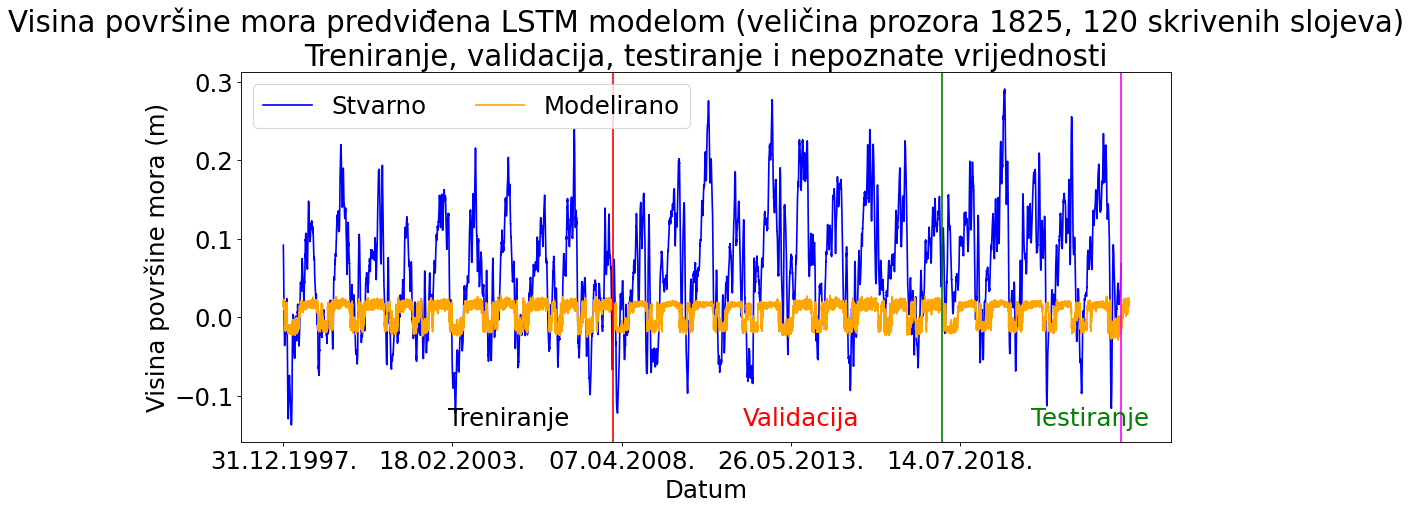 Visina površine mora predviđena LSTM modelom (veličina prozora 1825, 120 skrivenih slojeva)
Treniranje, validacija, testiranje i nepoznate vrijednosti
Stvarno
Modelirano
Visina površine mora (m)
0.3
0.2
0.1
0.0
−0.1
Treniranje
Validacija
Testiranje
31.12.1997.
18.02.2003.
07.04.2008.
26.05.2013.
14.07.2018.
Datum